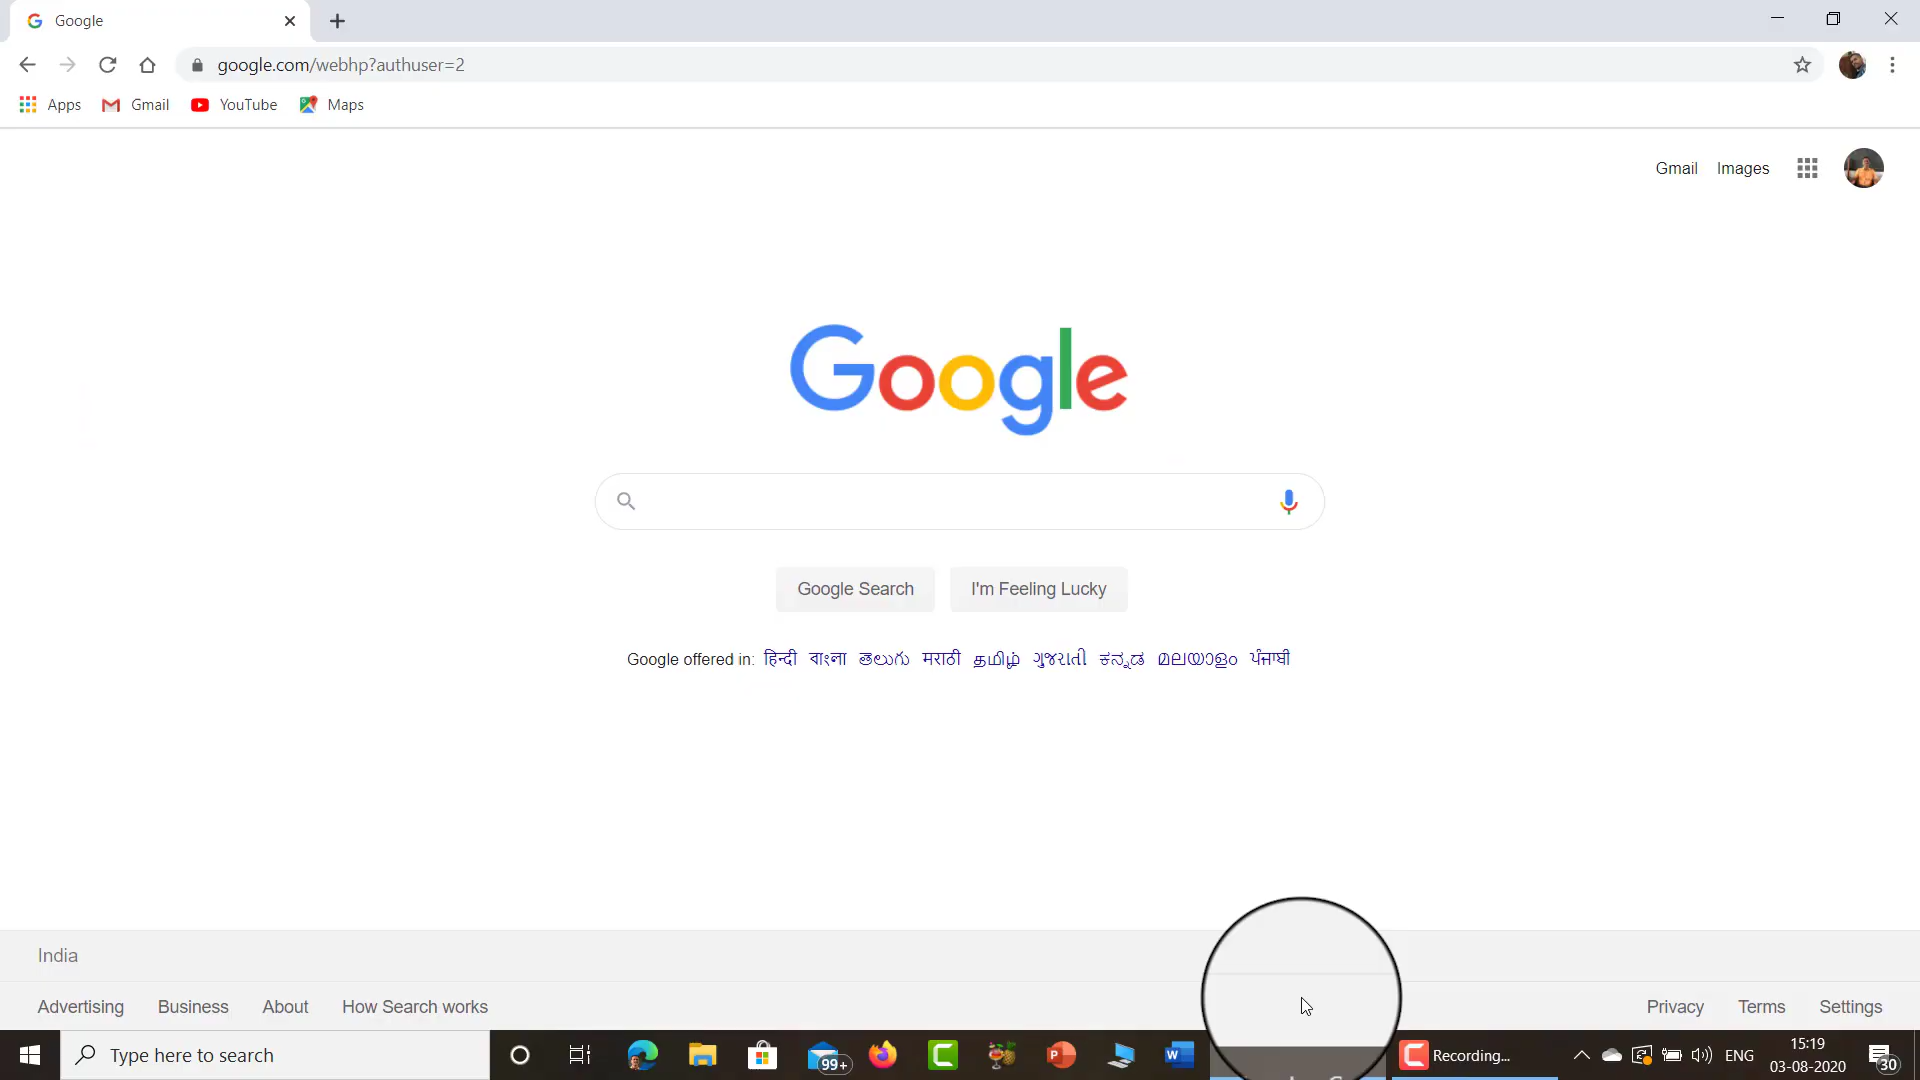 Google
google.com/webhp?authuser=2
Apps Gmail YouTube Maps
Gmail Images
Google
Google Search I'm Feeling Lucky
Google offered in: हिन्दी বাংলা తెలుగు मराठी தமிழ் ગુજરાતી ಕನ್ನಡ മലയാളം ਪੰਜਾਬੀ
India
Advertising Business About How Search works Privacy Terms Settings
Type here to search 99+ Recording... ENG 15:19
03-08-2020 30